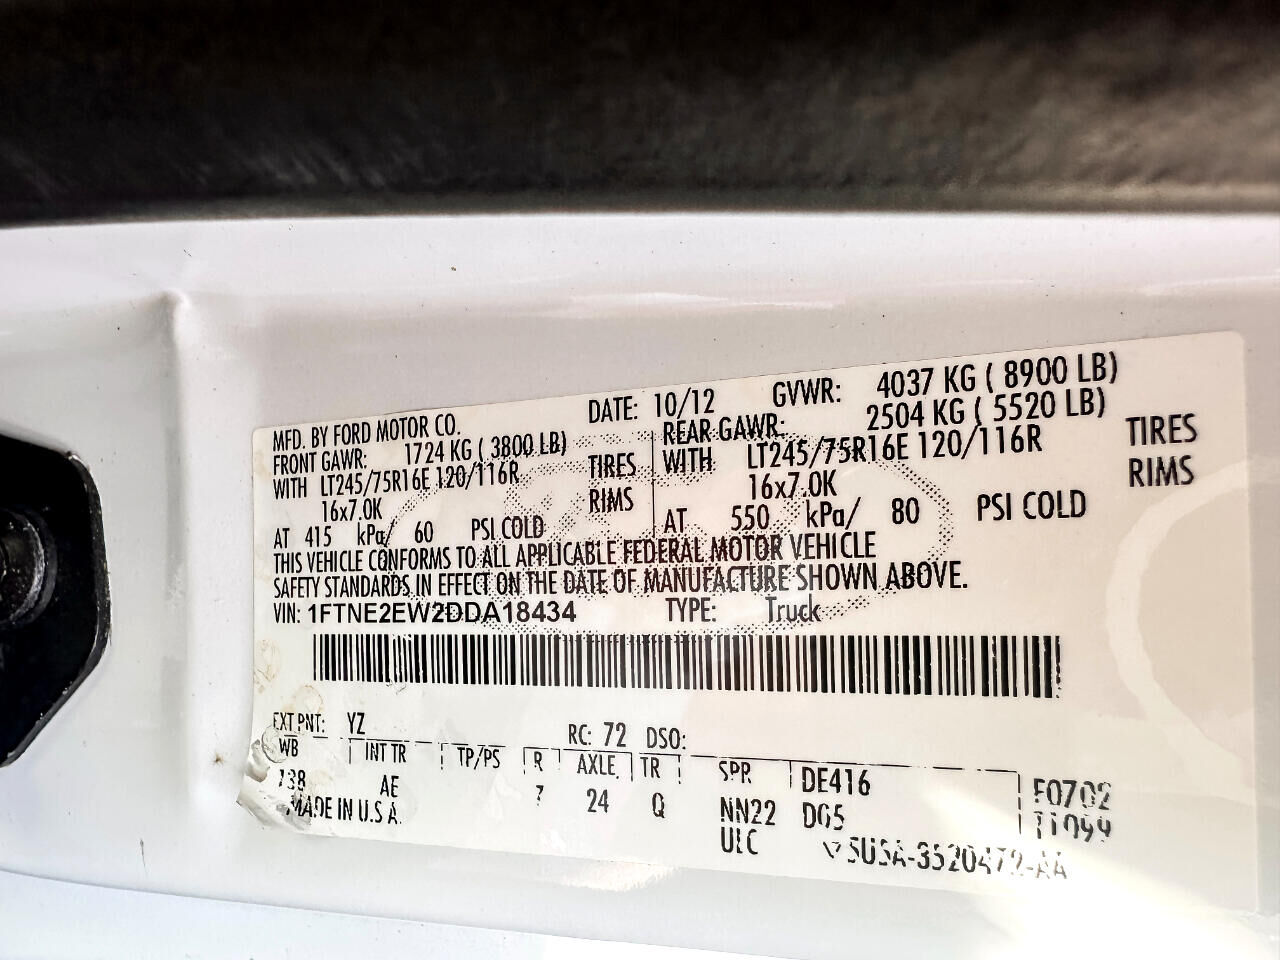 MFD. BY FORD MOTOR CO. DATE: 10/12 GVWR: 4037 KG ( 8900 LB)
FRONT GAWR: 1724 KG ( 3800 LB) REAR GAWR: 2504 KG ( 5520 LB)
WITH LT245/75R16E 120/116R TIRES WITH LT245/75R16E 120/116R TIRES
16x7.0K RIMS 16x7.0K RIMS
AT 415 kPa/ 60 PSI COLD AT 550 kPa/ 80 PSI COLD
THIS VEHICLE CONFORMS TO ALL APPLICABLE FEDERAL MOTOR VEHICLE
SAFETY STANDARDS IN EFFECT ON THE DATE OF MANUFACTURE SHOWN ABOVE.
VIN: 1FTNE2EW2DDA18434 TYPE: Truck
EXT PNT: YZ RC: 72 DSO:
WB INT TR TP/PS R AXLE TR SPR DE416 F0702
138 AE 24 Q NN22 DG5
MADE IN U.S.A. ULC